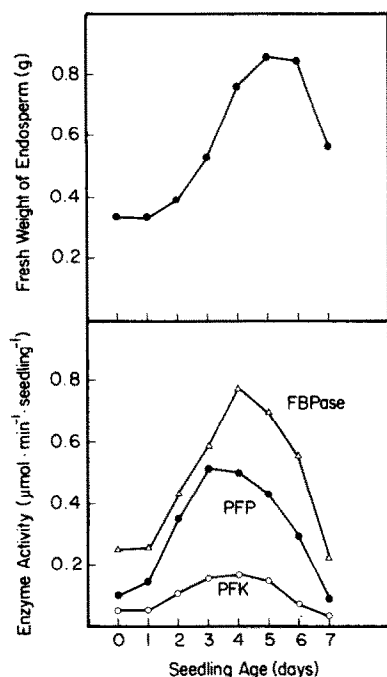 Fresh Weight of Endosperm (g)
0.8
0.6
0.4
0.2
Enzyme Activity (μmol · min⁻¹ · seedling⁻¹)
0.8
0.6
0.4
0.2
FBPase
PFP
PFK
0 1 2 3 4 5 6 7
Seedling Age (days)